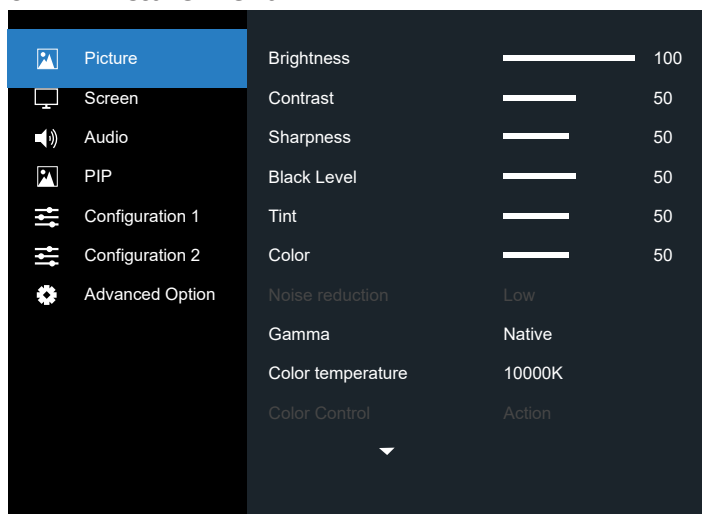 Picture
Screen
Audio
PIP
Configuration 1
Configuration 2
Advanced Option
Brightness 100
Contrast 50
Sharpness 50
Black Level 50
Tint 50
Color 50
Noise reduction Low
Gamma Native
Color temperature 10000K
Color Control Action